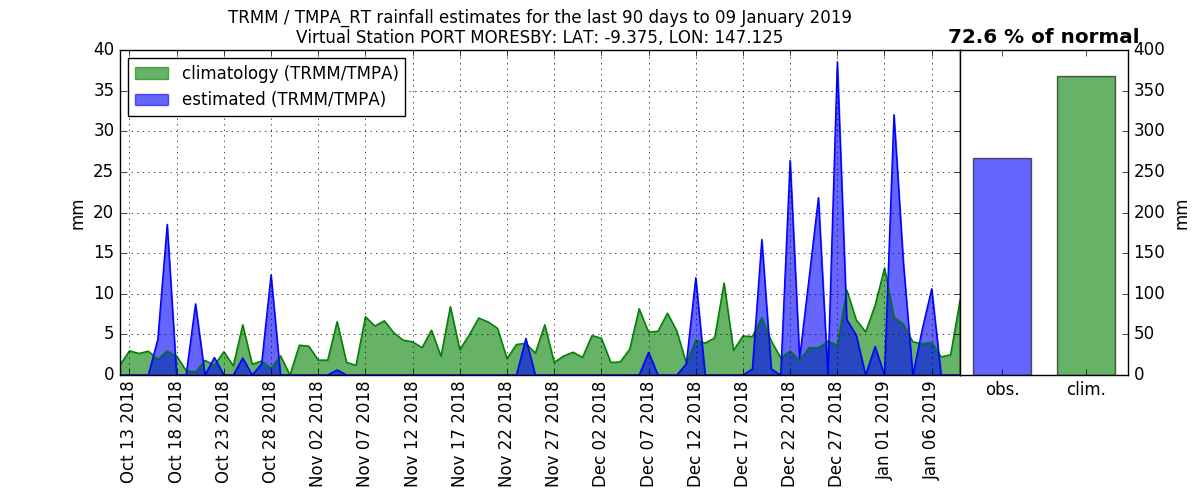 TRMM / TMPA_RT rainfall estimates for the last 90 days to 09 January 2019
Virtual Station PORT MORESBY: LAT: -9.375, LON: 147.125
72.6 % of normal
climatology (TRMM/TMPA)
estimated (TRMM/TMPA)
40
35
30
25
20
15
10
5
0
mm
Oct 13 2018
Oct 18 2018
Oct 23 2018
Oct 28 2018
Nov 02 2018
Nov 07 2018
Nov 12 2018
Nov 17 2018
Nov 22 2018
Nov 27 2018
Dec 02 2018
Dec 07 2018
Dec 12 2018
Dec 17 2018
Dec 22 2018
Dec 27 2018
Jan 01 2019
Jan 06 2019
obs.
clim.
400
350
300
250
200
150
100
50
0
mm